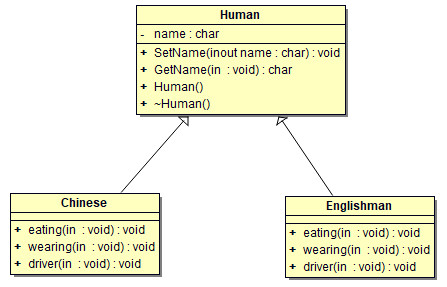 Human
- name : char
+ SetName(inout name : char) : void
+ GetName(in : void) : char
+ Human()
+ ~Human()
Chinese
+ eating(in : void) : void
+ wearing(in : void) : void
+ driver(in : void) : void
Englishman
+ eating(in : void) : void
+ wearing(in : void) : void
+ driver(in : void) : void